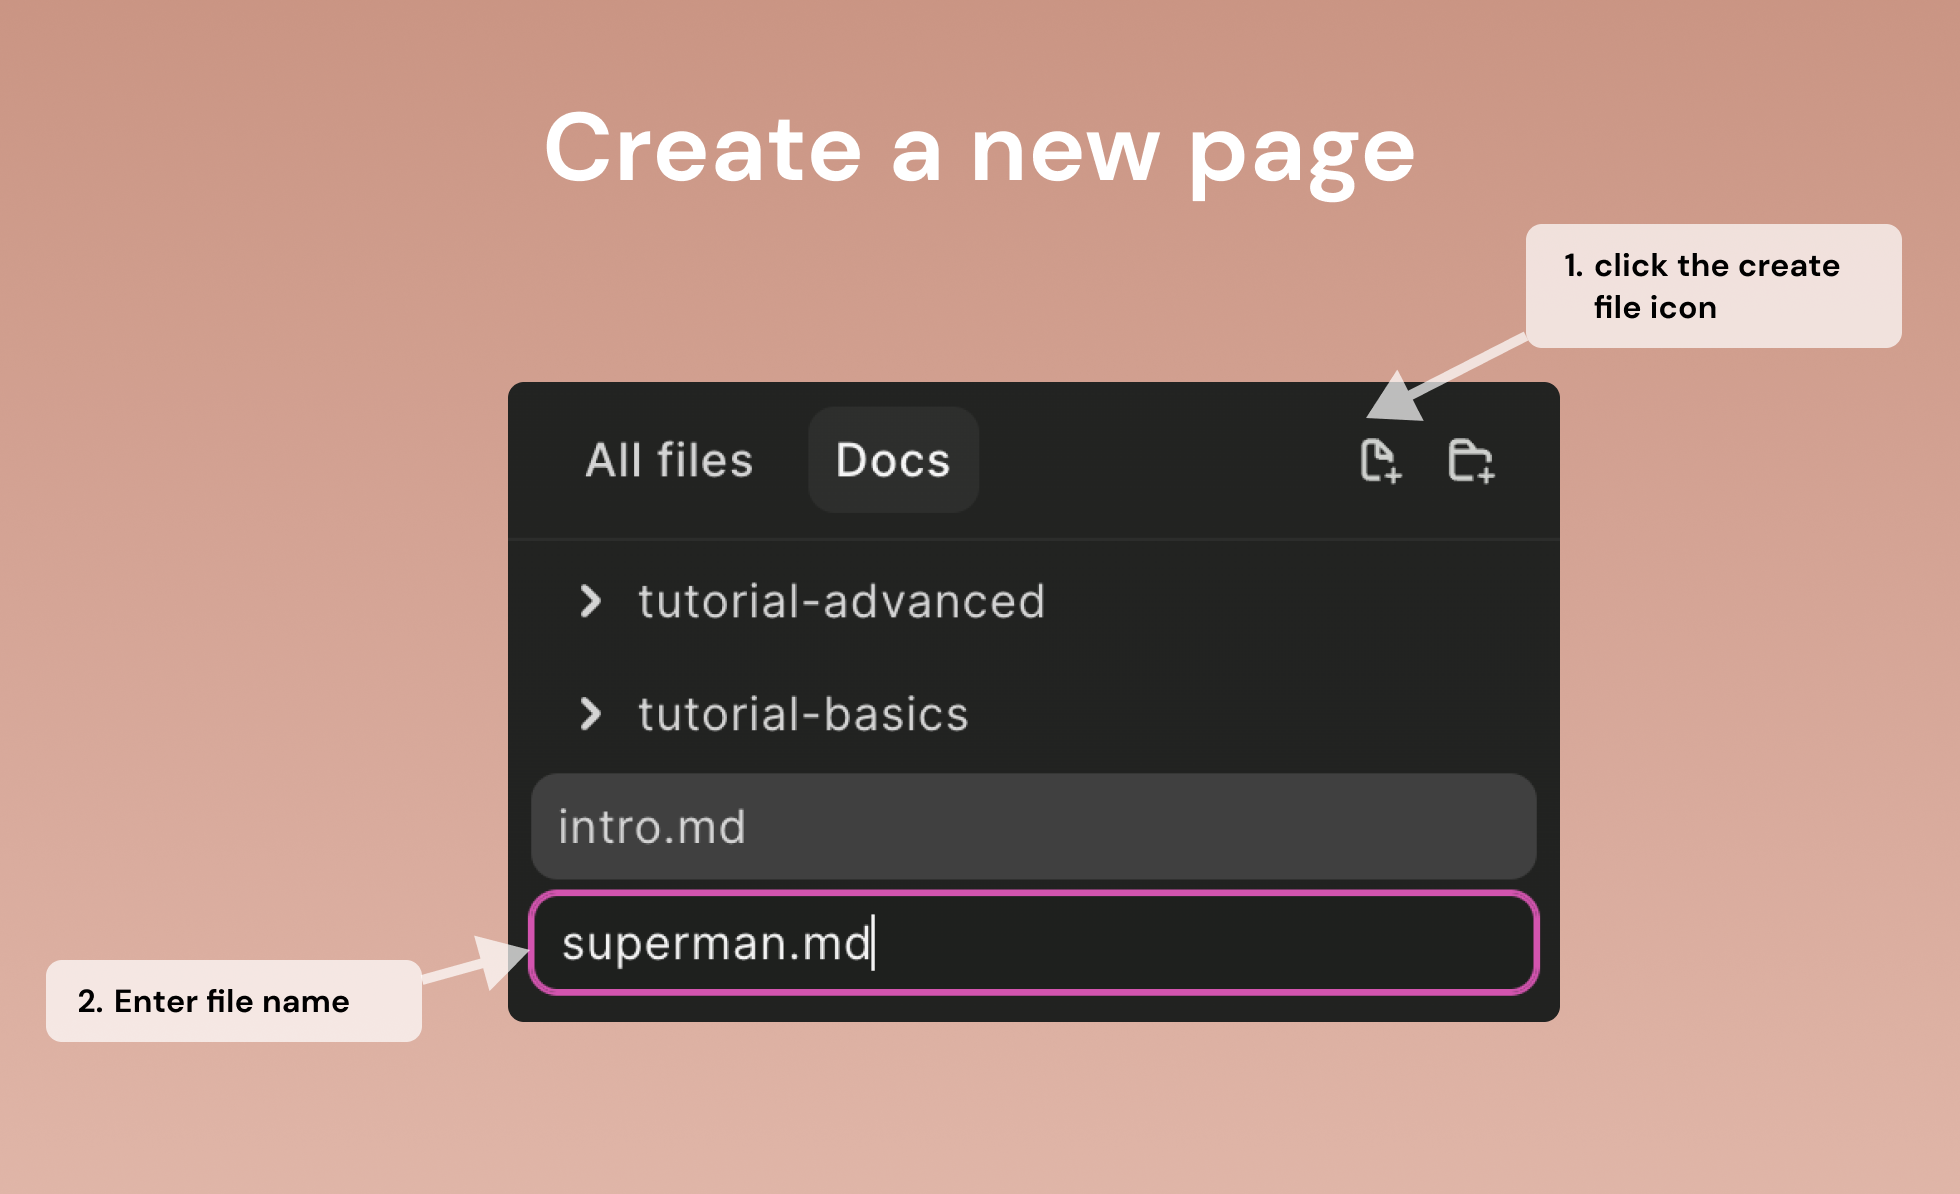 Create a new page
1. click the create
file icon
All files
Docs
tutorial-advanced
tutorial-basics
intro.md
superman.md
2. Enter file name